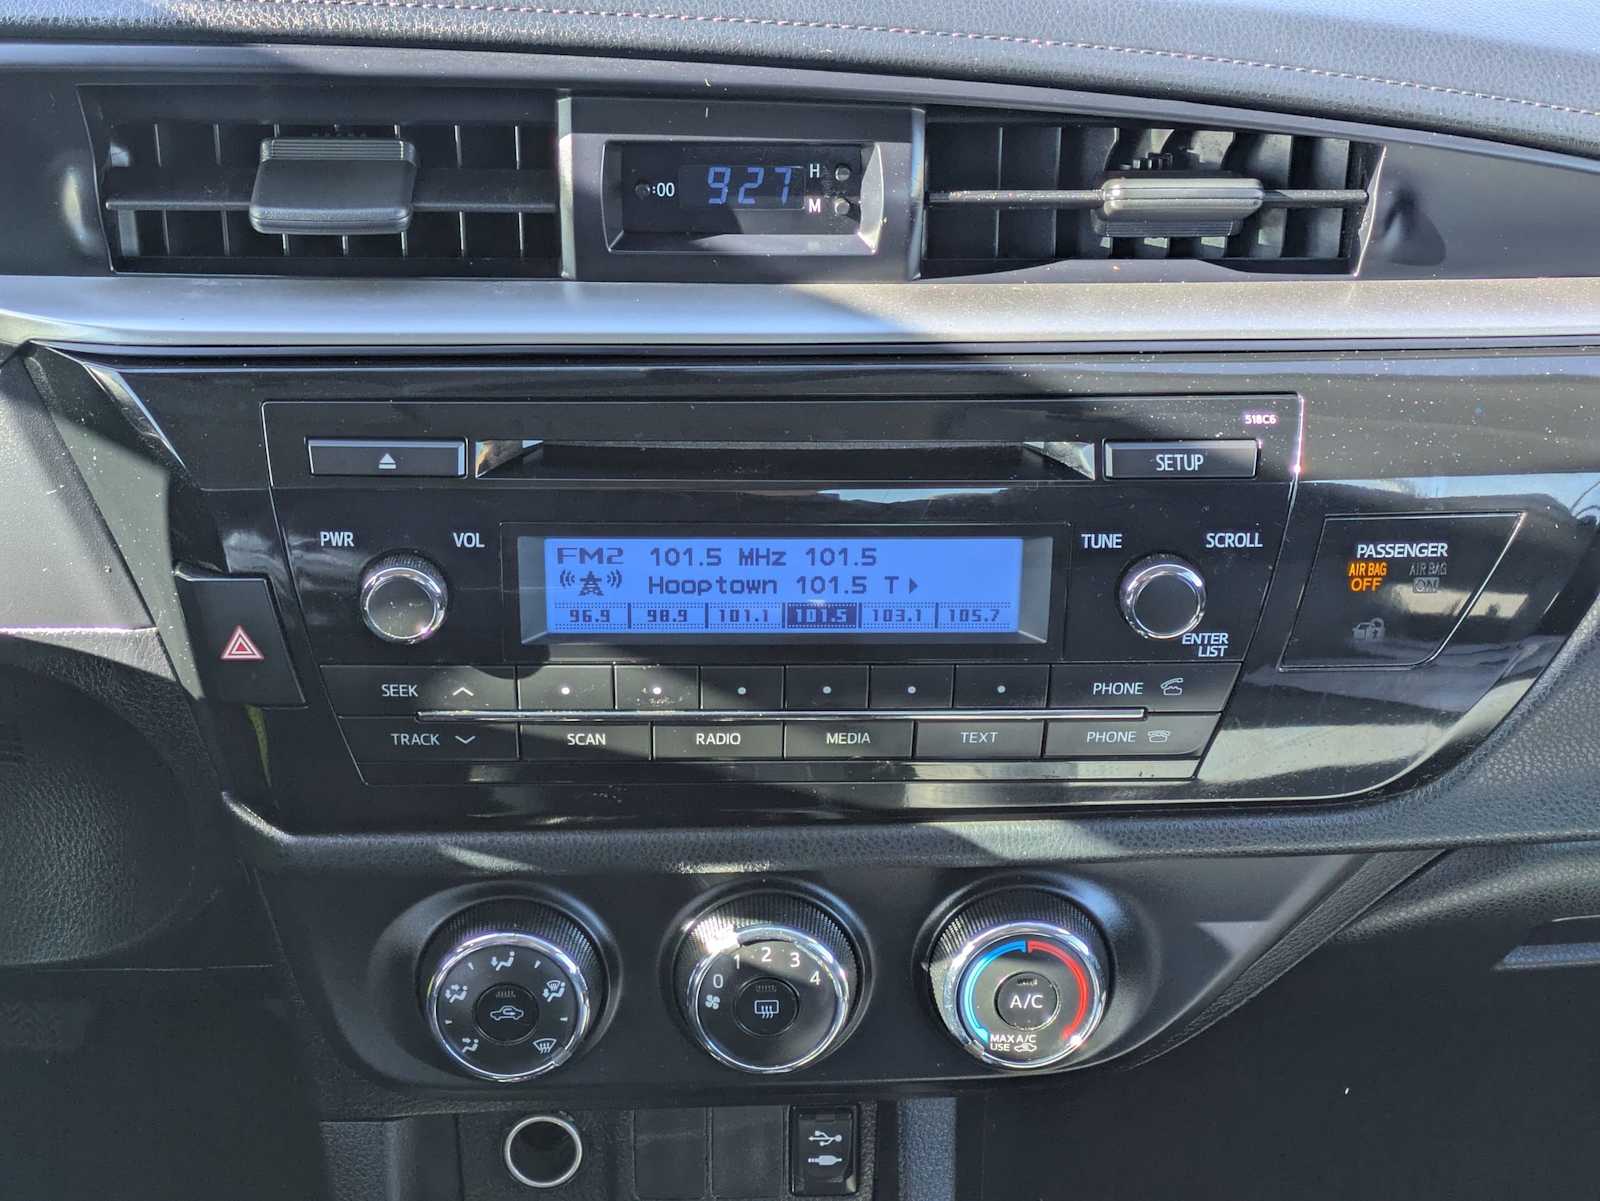 :00 9:27 H
M
518C6
SETUP
PWR VOL
TUNE SCROLL
FM2 101.5 MHz 101.5
Hooptown 101.5 T
96.9 98.9 101.1 101.5 103.1 105.7
ENTER
LIST
PASSENGER
AIR BAG AIR BAG
OFF ON
SEEK PHONE
TRACK SCAN RADIO MEDIA TEXT PHONE
0 1 2 3 4
A/C
MAX A/C
USE